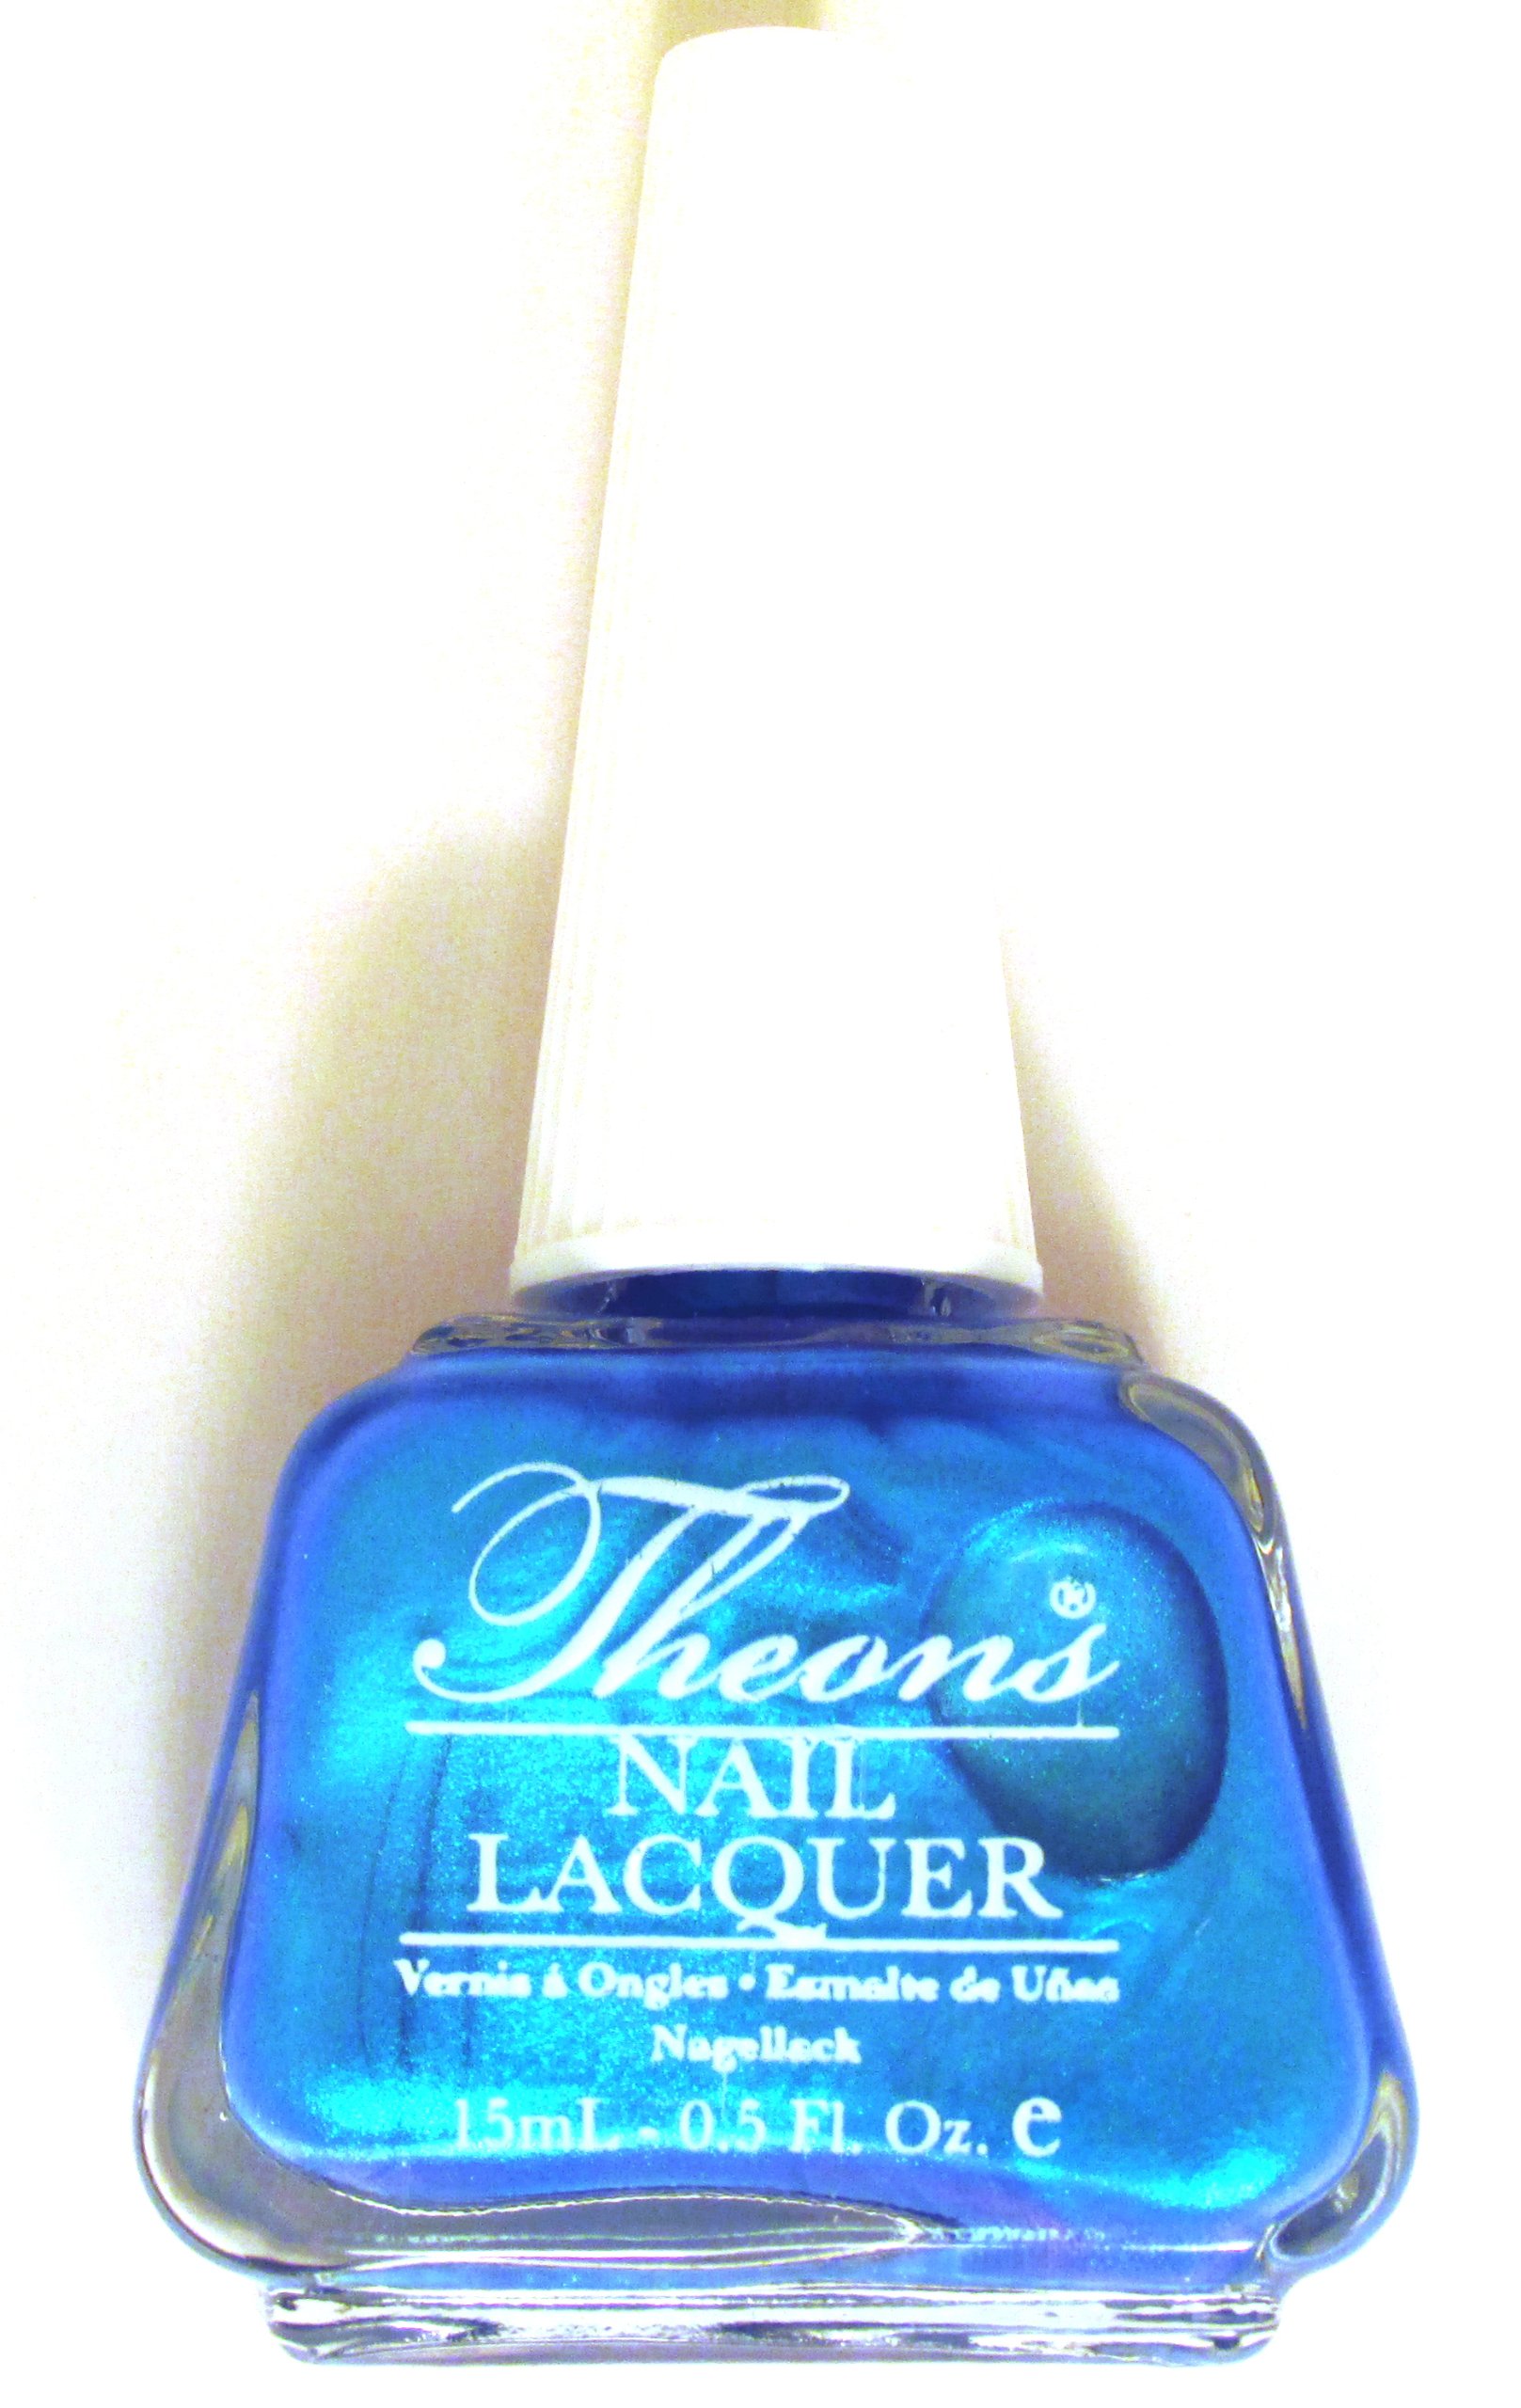 Theons®
NAIL
LACQUER
Vernis á Ongles • Esmalte de Uñas
Nagellack
15mL - 0.5 Fl. Oz. e